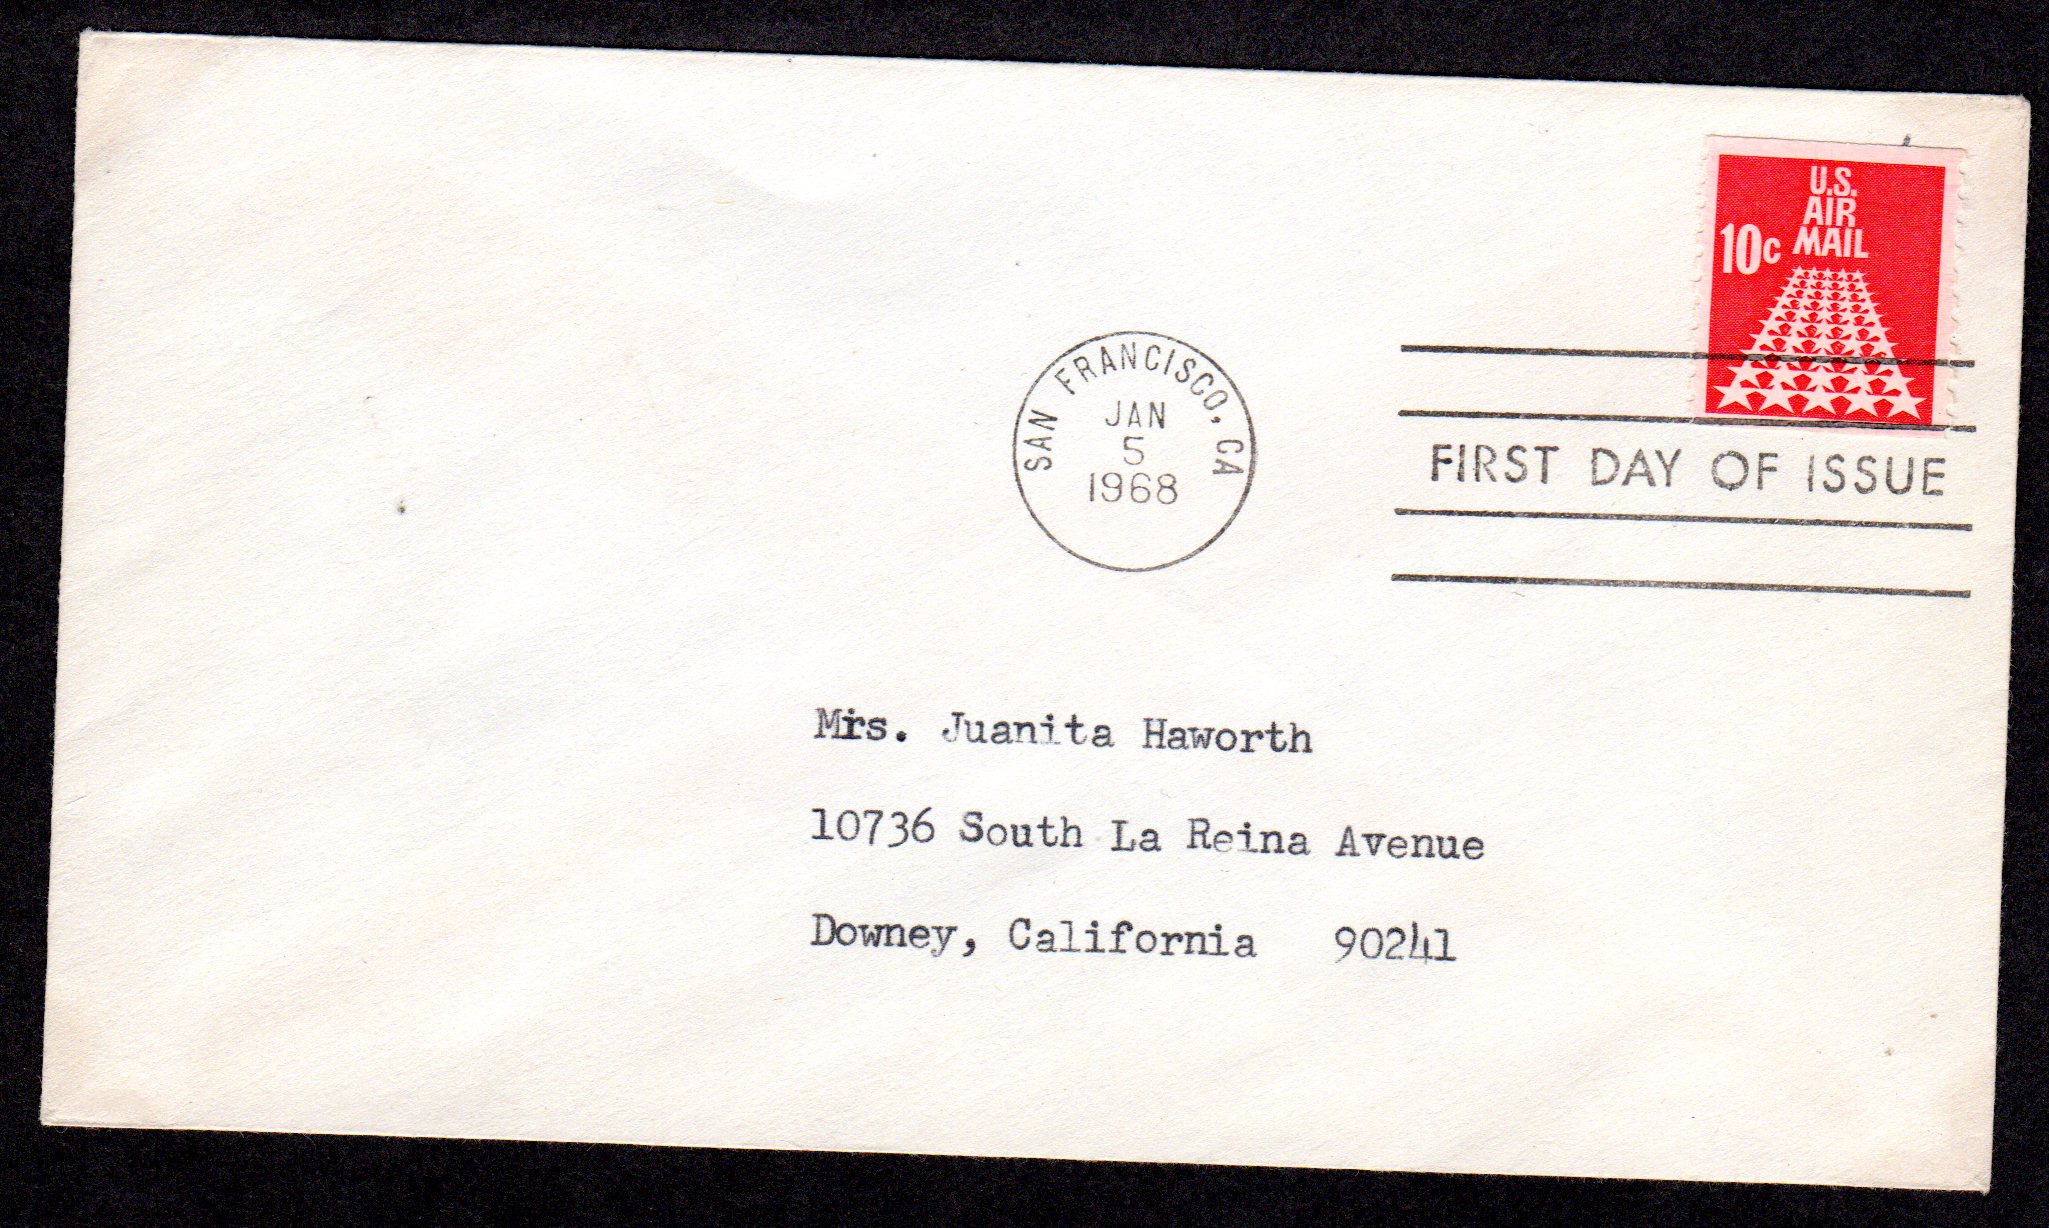 U.S.
AIR
MAIL
10c
SAN FRANCISCO, CA
JAN
5
1968
FIRST DAY OF ISSUE
Mrs. Juanita Haworth
10736 South La Reina Avenue
Downey, California 90241